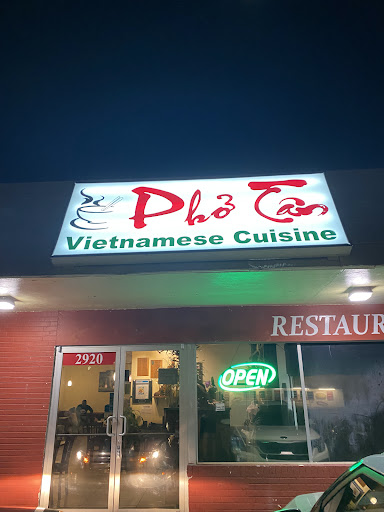 Phở Tân
Vietnamese Cuisine
RESTAUR
2920
OPEN